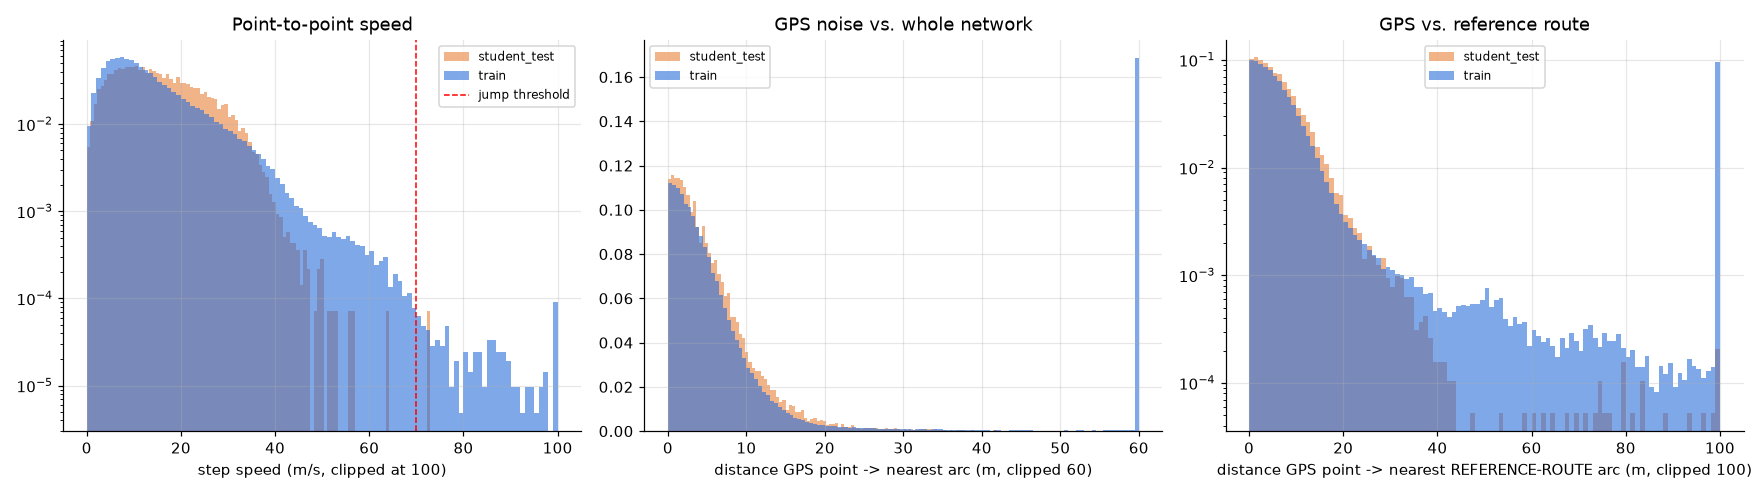 Point-to-point speed
student_test
train
jump threshold
10⁻²
10⁻³
10⁻⁴
10⁻⁵
0 20 40 60 80 100
step speed (m/s, clipped at 100)
GPS noise vs. whole network
student_test
train
0.16
0.14
0.12
0.10
0.08
0.06
0.04
0.02
0.00
0 10 20 30 40 50 60
distance GPS point -> nearest arc (m, clipped 60)
GPS vs. reference route
student_test
train
10⁻¹
10⁻²
10⁻³
10⁻⁴
0 20 40 60 80 100
distance GPS point -> nearest REFERENCE-ROUTE arc (m, clipped 100)